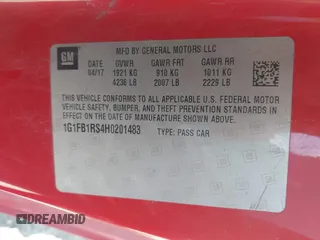 GM
MFD BY GENERAL MOTORS LLC
DATE GVWR GAWR FRT GAWR RR
04/17 1921 KG 910 KG 1011 KG
4236 LB 2007 LB 2229 LB
THIS VEHICLE CONFORMS TO ALL APPLICABLE U.S. FEDERAL MOTOR
VEHICLE SAFETY, BUMPER, AND THEFT PREVENTION STANDARDS IN
EFFECT ON THE DATE OF MANUFACTURE SHOWN ABOVE.
1G1FB1RS4H0201483 TYPE: PASS CAR
DREAMBID